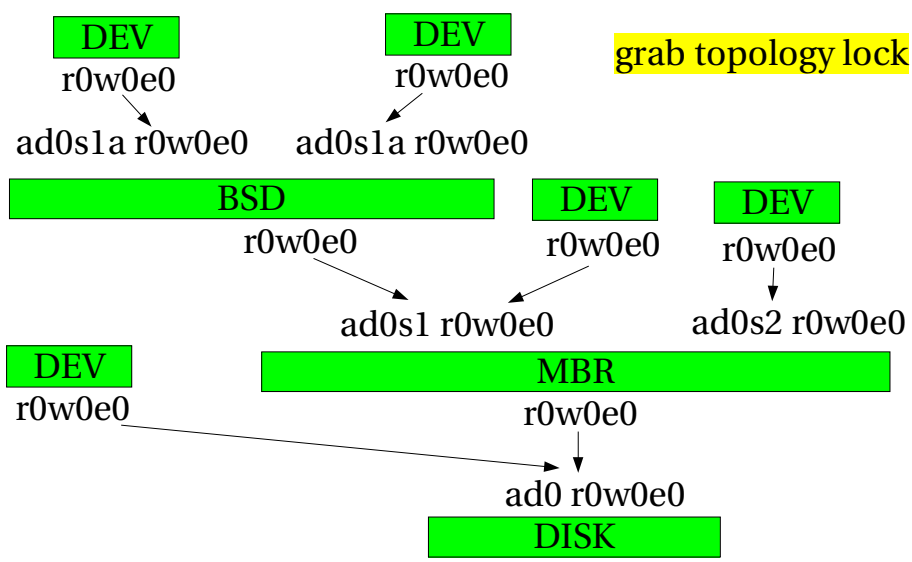 DEV
DEV
grab topology lock
r0w0e0
r0w0e0
ad0s1a r0w0e0
ad0s1a r0w0e0
BSD
DEV
DEV
r0w0e0
r0w0e0
r0w0e0
ad0s1 r0w0e0
ad0s2 r0w0e0
DEV
MBR
r0w0e0
r0w0e0
ad0 r0w0e0
DISK